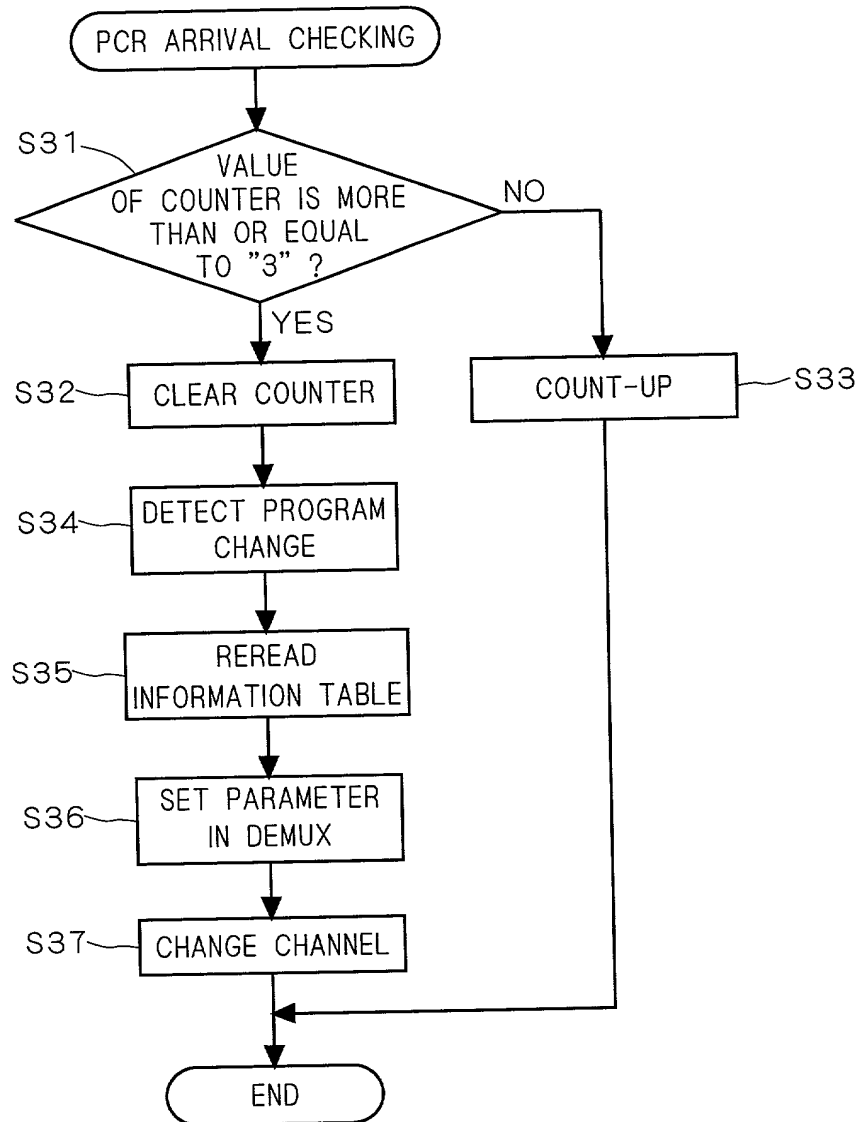 PCR ARRIVAL CHECKING
S31
VALUE
OF COUNTER IS MORE
THAN OR EQUAL
TO "3" ?
NO
YES
S32
CLEAR COUNTER
COUNT-UP
S33
S34
DETECT PROGRAM
CHANGE
S35
REREAD
INFORMATION TABLE
S36
SET PARAMETER
IN DEMUX
S37
CHANGE CHANNEL
END